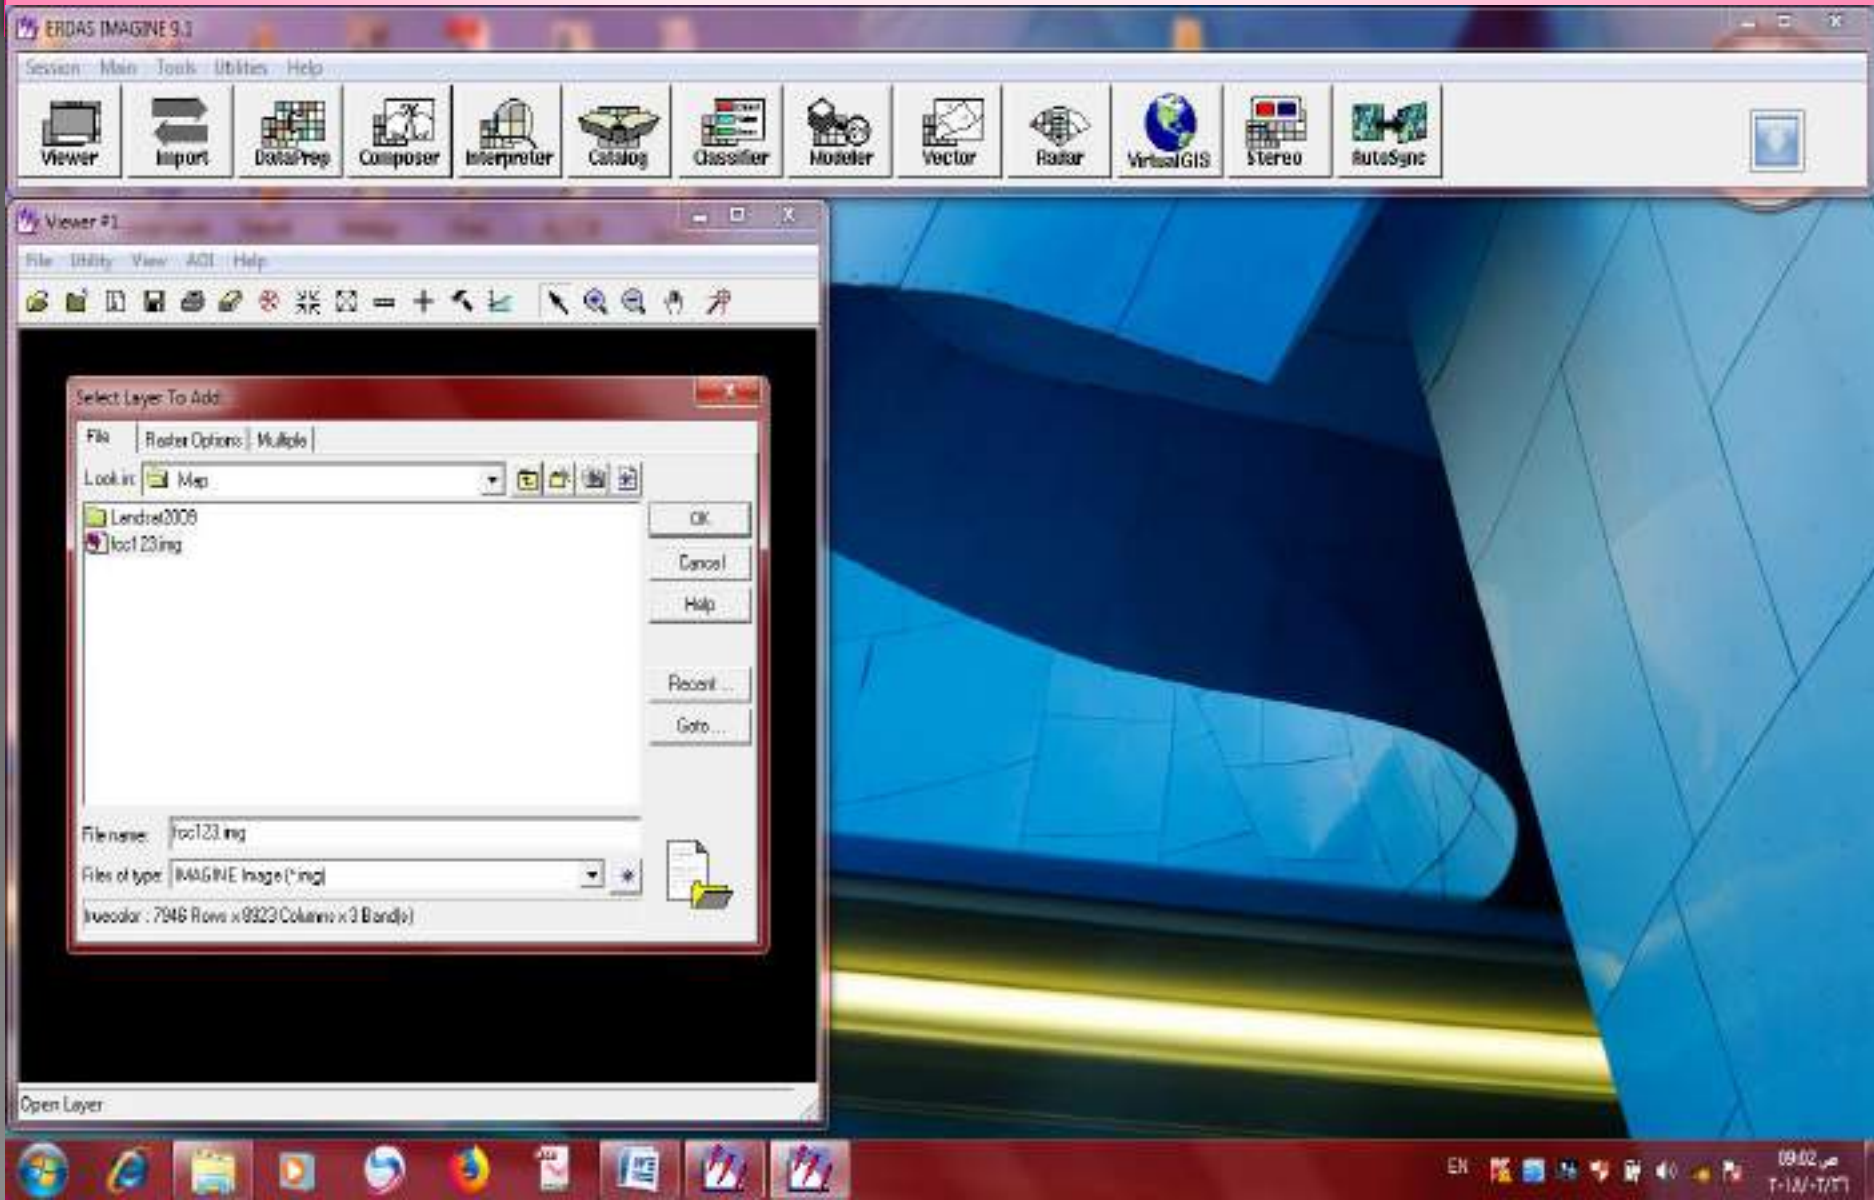 ERDAS IMAGINE 9.1
Session Main Tools Utilities Help
Viewer Import DataPrep Composer Interpreter Catalog Classifier Modeler Vector Radar VirtualGIS Stereo AutoSync
Viewer #1
File Utility View AOI Help
Select Layer To Add:
File Raster Options Multiple
Look in: Map
Landsat2009
fcc123.img
OK
Cancel
Help
Recent ...
Goto ...
File name: fcc123.img
Files of type: IMAGINE Image (*.img)
truecolor : 7946 Rows x 8923 Columns x 3 Band(s)
Open Layer
EN
09:02 ص